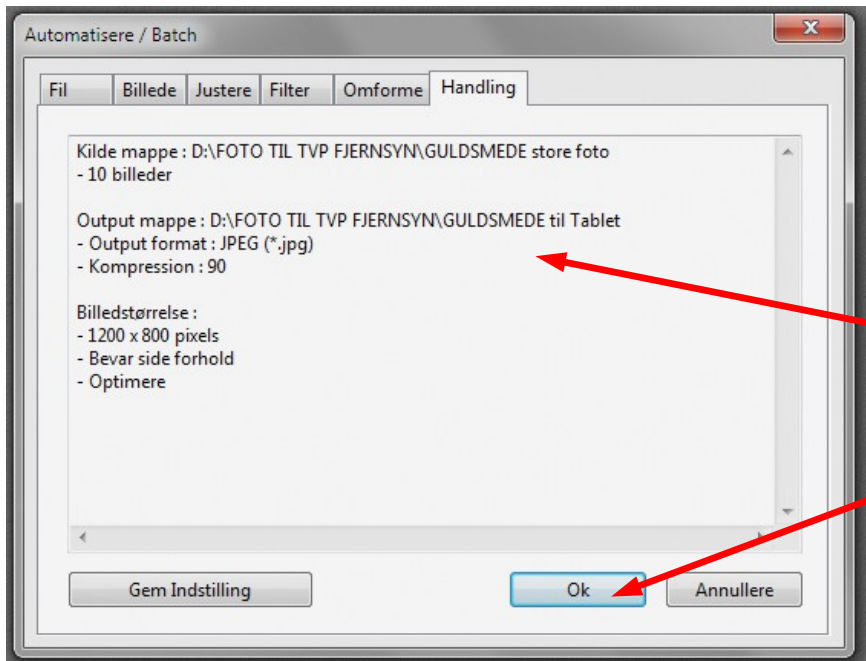 Automatisere / Batch
Fil Billede Justere Filter Omforme Handling
Kilde mappe : D:\FOTO TIL TVP FJERNSYN\GULDSMEDE store foto
- 10 billeder
Output mappe : D:\FOTO TIL TVP FJERNSYN\GULDSMEDE til Tablet
- Output format : JPEG (*.jpg)
- Kompression : 90
Billedstørrelse :
- 1200 x 800 pixels
- Bevar side forhold
- Optimere
Gem Indstilling Ok Annullere